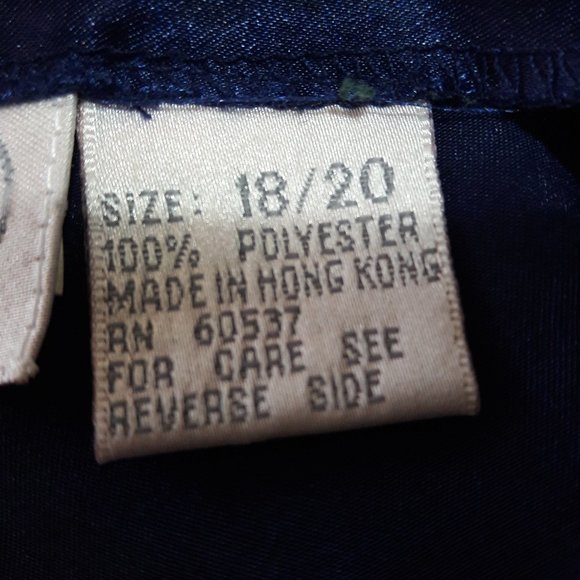 SIZE: 18/20
100% POLYESTER
MADE IN HONG KONG
RN 60537
FOR CARE SEE
REVERSE SIDE